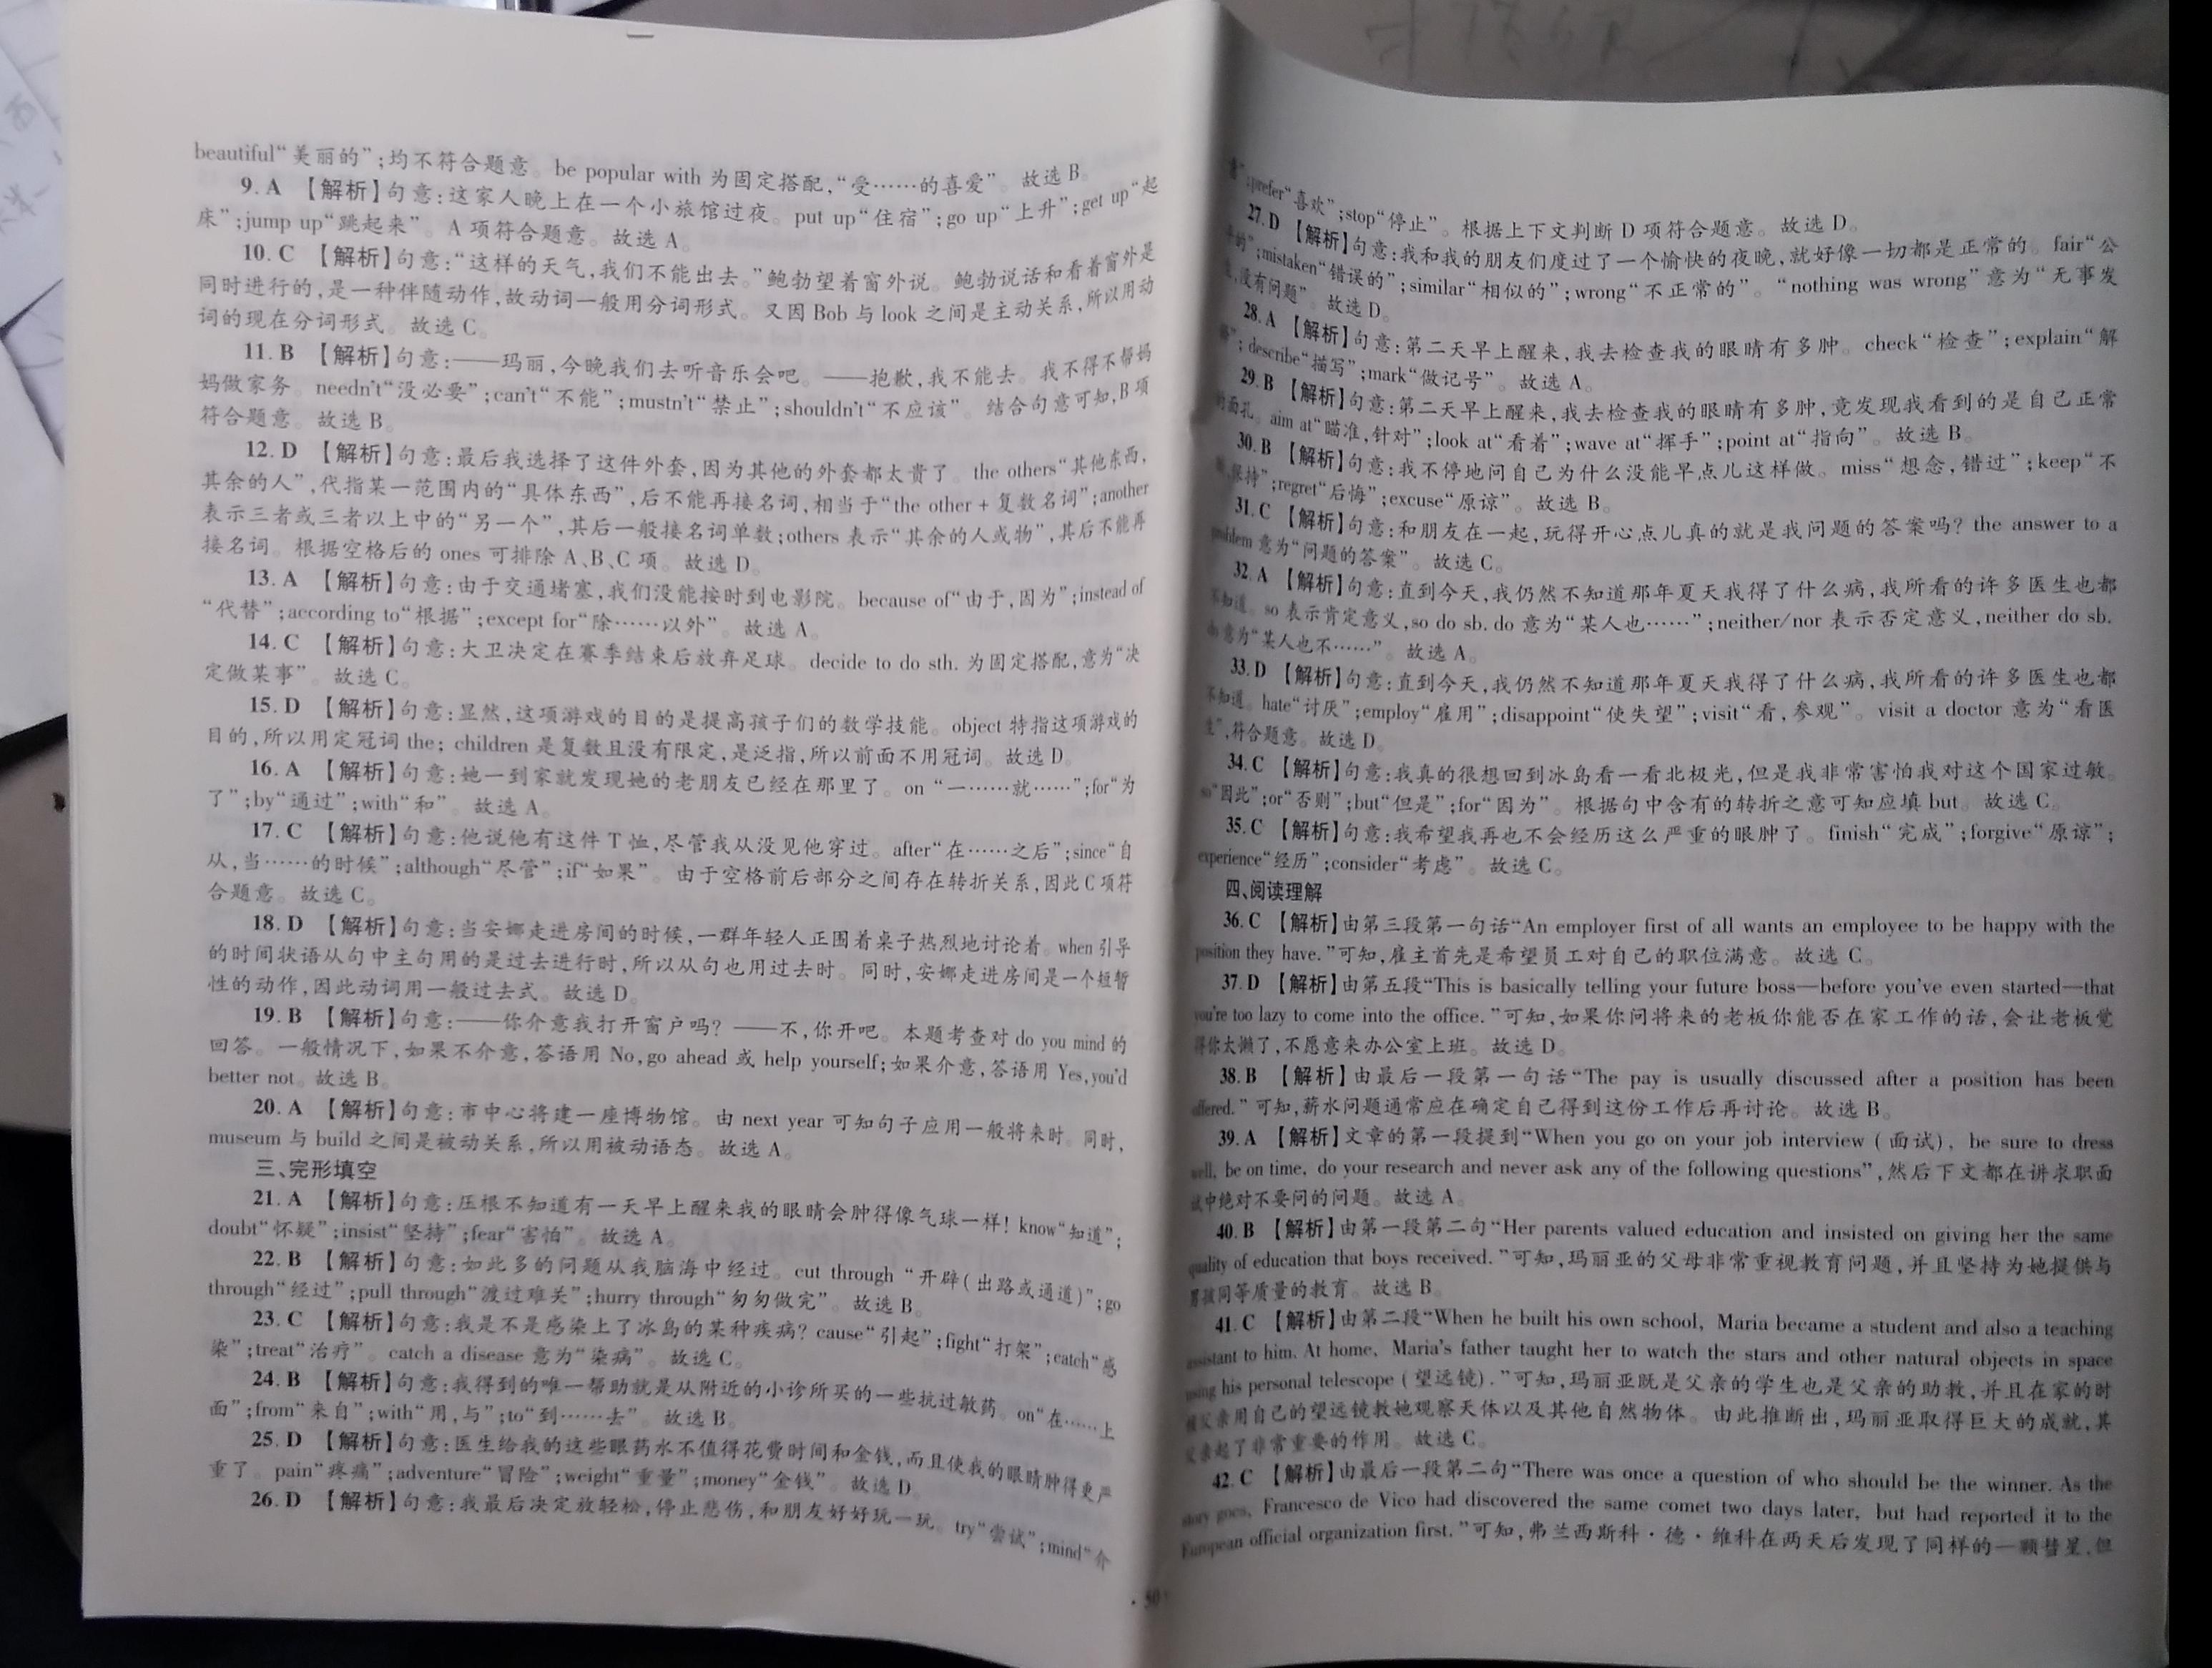 beautiful“美丽的”;均不符合题意。be popular with 为固定搭配,“受……的喜爱”。故选 B。
9. A 【解析】句意:这家人晚上在一个小旅馆过夜。put up“住宿”;go up“上升”;get up“起
床”;jump up“跳起来”。A 项符合题意。故选 A。
10. C 【解析】句意:“这样的天气,我们不能出去。”鲍勃望着窗外说。鲍勃说话和看着窗外是
同时进行的,是一种伴随动作,故动词一般用分词形式。又因 Bob 与 look 之间是主动关系,所以用动
词的现在分词形式。故选 C。
11. B 【解析】句意:——玛丽,今晚我们去听音乐会吧。——抱歉,我不能去。我不得不帮妈
妈做家务。needn't“没必要”;can't“不能”;mustn't“禁止”;shouldn't“不应该”。结合句意可知,B 项
符合题意。故选 B。
12. D 【解析】句意:最后我选择了这件外套,因为其他的外套都太贵了。the others“其他东西,
其余的人”,代指某一范围内的“具体东西”,后不能再接名词,相当于“the other + 复数名词”;another
表示三者或三者以上中的“另一个”,其后一般接名词单数;others 表示“其余的人或物”,其后不能再
接名词。根据空格后的 ones 可排除 A、B、C 项。故选 D。
13. A 【解析】句意:由于交通堵塞,我们没能按时到电影院。because of“由于,因为”;instead of
“代替”;according to“根据”;except for“除……以外”。故选 A。
14. C 【解析】句意:大卫决定在赛季结束后放弃足球。decide to do sth. 为固定搭配,意为“决
定做某事”。故选 C。
15. D 【解析】句意:显然,这项游戏的目的是提高孩子们的数学技能。object 特指这项游戏的
目的,所以用定冠词 the; children 是复数且没有限定,是泛指,所以前面不用冠词。故选 D。
16. A 【解析】句意:她一到家就发现她的老朋友已经在那里了。on “一……就……”;for“为
了”;by“通过”;with“和”。故选 A。
17. C 【解析】句意:他说他有这件 T 恤,尽管我从没见他穿过。after“在……之后”;since“自
从,当……的时候”;although“尽管”;if“如果”。由于空格前后部分之间存在转折关系,因此 C 项符
合题意。故选 C。
18. D 【解析】句意:当安娜走进房间的时候,一群年轻人正围着桌子热烈地讨论着。when 引导
的时间状语从句中主句用的是过去进行时,所以从句也用过去时。同时,安娜走进房间是一个短暂
性的动作,因此动词用一般过去式。故选 D。
19. B 【解析】句意:——你介意我打开窗户吗? ——不,你开吧。本题考查对 do you mind 的
回答。一般情况下,如果不介意,答语用 No,go ahead 或 help yourself;如果介意,答语用 Yes,you'd
better not。故选 B。
20. A 【解析】句意:市中心将建一座博物馆。由 next year 可知句子应用一般将来时。同时,
museum 与 build 之间是被动关系,所以用被动语态。故选 A。
三、完形填空
21. A 【解析】句意:压根不知道有一天早上醒来我的眼睛会肿得像气球一样! know“知道”;
doubt“怀疑”;insist“坚持”;fear“害怕”。故选 A。
22. B 【解析】句意:如此多的问题从我脑海中经过。cut through “开辟(出路或通道)”;go
through“经过”;pull through“渡过难关”;hurry through“匆匆做完”。故选 B。
23. C 【解析】句意:我是不是感染上了冰岛的某种疾病? cause“引起”;fight“打架”;catch“感
染”;treat“治疗”。catch a disease 意为“染病”。故选 C。
24. B 【解析】句意:我得到的唯一帮助就是从附近的小诊所买的一些抗过敏药。on“在……上
面”;from“来自”;with“用,与”;to“到……去”。故选 B。
25. D 【解析】句意:医生给我的这些眼药水不值得花费时间和金钱,而且使我的眼睛肿得更严
重了。pain“疼痛”;adventure“冒险”;weight“重量”;money“金钱”。故选 D。
26. D 【解析】句意:我最后决定放轻松,停止悲伤,和朋友好好玩一玩。try“尝试”;mind“介
· 50
意”;prefer“喜欢”;stop“停止”。根据上下文判断 D 项符合题意。故选 D。
27. D 【解析】句意:我和我的朋友们度过了一个愉快的夜晚,就好像一切都是正常的。fair“公
平的”;mistaken“错误的”;similar“相似的”;wrong“不正常的”。“nothing was wrong”意为“无事发
生,没有问题”。故选 D。
28. A 【解析】句意:第二天早上醒来,我去检查我的眼睛有多肿。check“检查”;explain“解
释”; describe“描写”;mark“做记号”。故选 A。
29. B 【解析】句意:第二天早上醒来,我去检查我的眼睛有多肿,竟发现我看到的是自己正常
的面孔。aim at“瞄准,针对”;look at“看着”;wave at“挥手”;point at“指向”。故选 B。
30. B 【解析】句意:我不停地问自己为什么没能早点儿这样做。miss“想念,错过”;keep“不
断,保持”;regret“后悔”;excuse“原谅”。故选 B。
31. C 【解析】句意:和朋友在一起,玩得开心点儿真的就是我问题的答案吗? the answer to a
problem 意为“问题的答案”。故选 C。
32. A 【解析】句意:直到今天,我仍然不知道那年夏天我得了什么病,我所看的许多医生也都
不知道。so 表示肯定意义,so do sb. do 意为“某人也……”;neither/nor 表示否定意义,neither do sb.
do 意为“某人也不……”。故选 A。
33. D 【解析】句意:直到今天,我仍然不知道那年夏天我得了什么病,我所看的许多医生也都
不知道。hate“讨厌”;employ“雇用”;disappoint“使失望”;visit“看,参观”。visit a doctor 意为“看医
生”,符合题意。故选 D。
34. C 【解析】句意:我真的很想回到冰岛看一看北极光,但是我非常害怕我对这个国家过敏。
so“因此”;or“否则”;but“但是”;for“因为”。根据句中含有的转折之意可知应填 but。故选 C。
35. C 【解析】句意:我希望我再也不会经历这么严重的眼肿了。finish“完成”;forgive“原谅”;
experience“经历”;consider“考虑”。故选 C。
四、阅读理解
36. C 【解析】由第三段第一句话“An employer first of all wants an employee to be happy with the
position they have. ”可知,雇主首先是希望员工对自己的职位满意。故选 C。
37. D 【解析】由第五段“This is basically telling your future boss—before you've even started—that
you're too lazy to come into the office. ”可知,如果你问将来的老板你能否在家工作的话,会让老板觉
得你太懒了,不愿意来办公室上班。故选 D。
38. B 【解析】由最后一段第一句话“The pay is usually discussed after a position has been
offered. ”可知,薪水问题通常应在确定自己得到这份工作后再讨论。故选 B。
39. A 【解析】文章的第一段提到“When you go on your job interview (面试), be sure to dress
well, be on time, do your research and never ask any of the following questions”,然后下文都在讲求职面
试中绝对不要问的问题。故选 A。
40. B 【解析】由第一段第二句“Her parents valued education and insisted on giving her the same
quality of education that boys received. ”可知,玛丽亚的父母非常重视教育问题,并且坚持为她提供与
男孩同等质量的教育。故选 B。
41. C 【解析】由第二段“When he built his own school, Maria became a student and also a teaching
assistant to him. At home, Maria's father taught her to watch the stars and other natural objects in space
using his personal telescope (望远镜). ”可知,玛丽亚既是父亲的学生也是父亲的助教,并且在家的时
候父亲用自己的望远镜教她观察天体以及其他自然物体。由此推断出,玛丽亚取得巨大的成就,其
父亲起了非常重要的作用。故选 C。
42. C 【解析】由最后一段第二句“There was once a question of who should be the winner. As the
story goes, Francesco de Vico had discovered the same comet two days later, but had reported it to the
European official organization first. ”可知,弗兰西斯科·德·维科在两天后发现了同样的一颗彗星,但